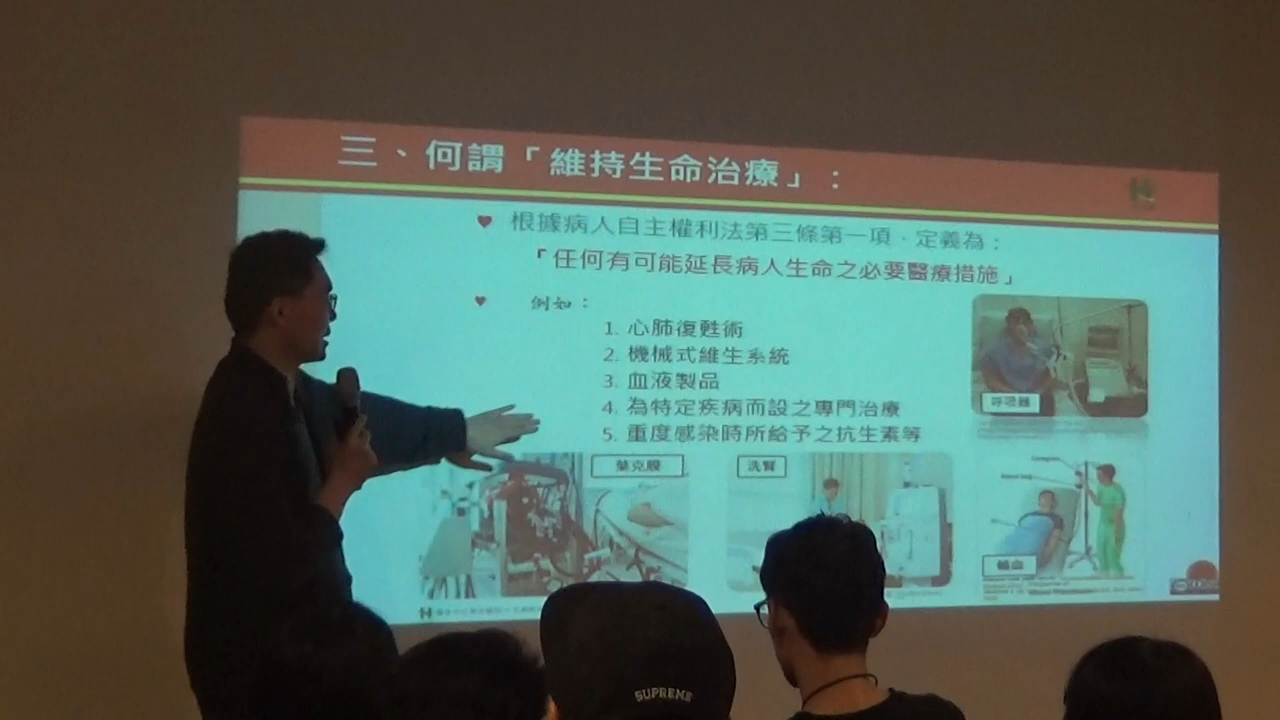 三、何謂「維持生命治療」：
根據病人自主權利法第三條第一項，定義為：
「任何有可能延長病人生命之必要醫療措施」
例如：
1. 心肺復甦術
2. 機械式維生系統
3. 血液製品
4. 為特定疾病而設之專門治療
5. 重度感染時所給予之抗生素等
呼吸器
葉克膜
洗腎
輸血
SUPREME